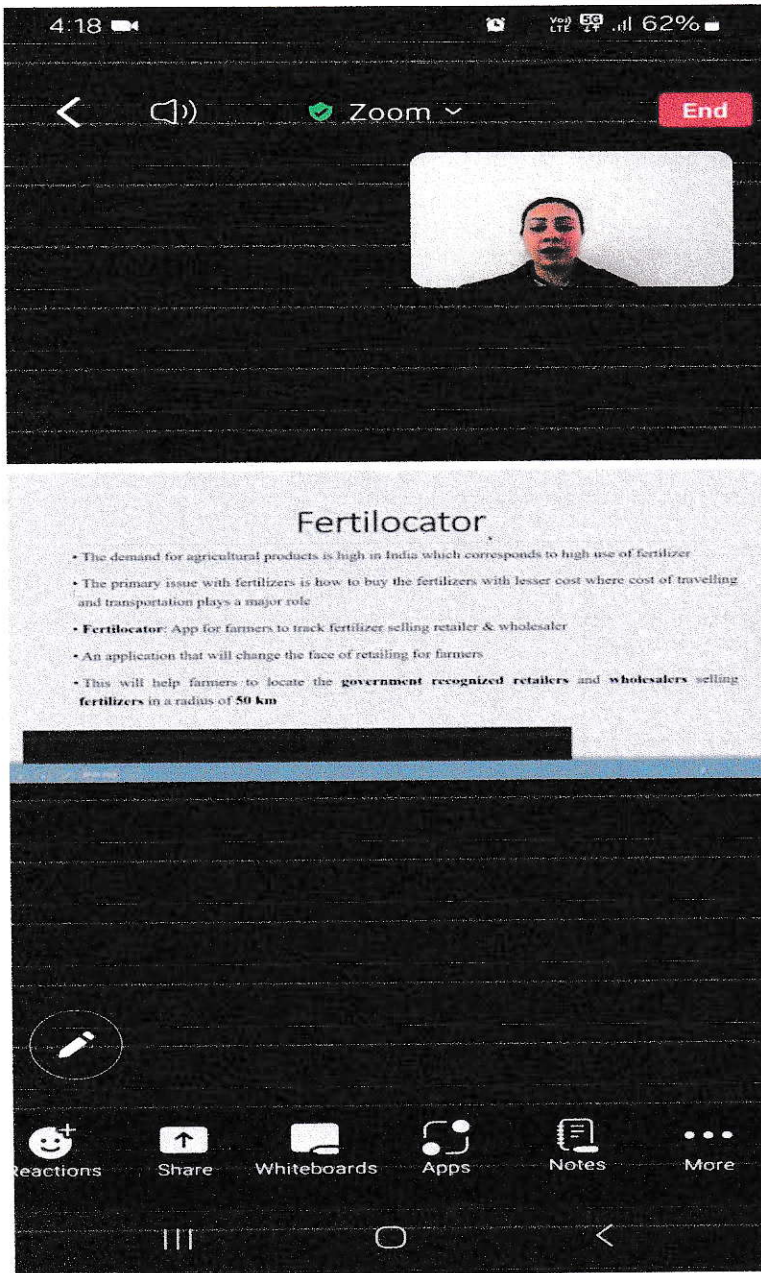 4:18 62%
Vo)) LTE 5G
Zoom End
Fertilocator
• The demand for agricultural products is high in India which corresponds to high use of fertilizer
• The primary issue with fertilizers is how to buy the fertilizers with lesser cost where cost of travelling
and transportation plays a major role
• Fertilocator: App for farmers to track fertilizer selling retailer & wholesaler
• An application that will change the face of retailing for farmers
• This will help farmers to locate the government recognized retailers and wholesalers selling
fertilizers in a radius of 50 km
Reactions Share Whiteboards Apps Notes More